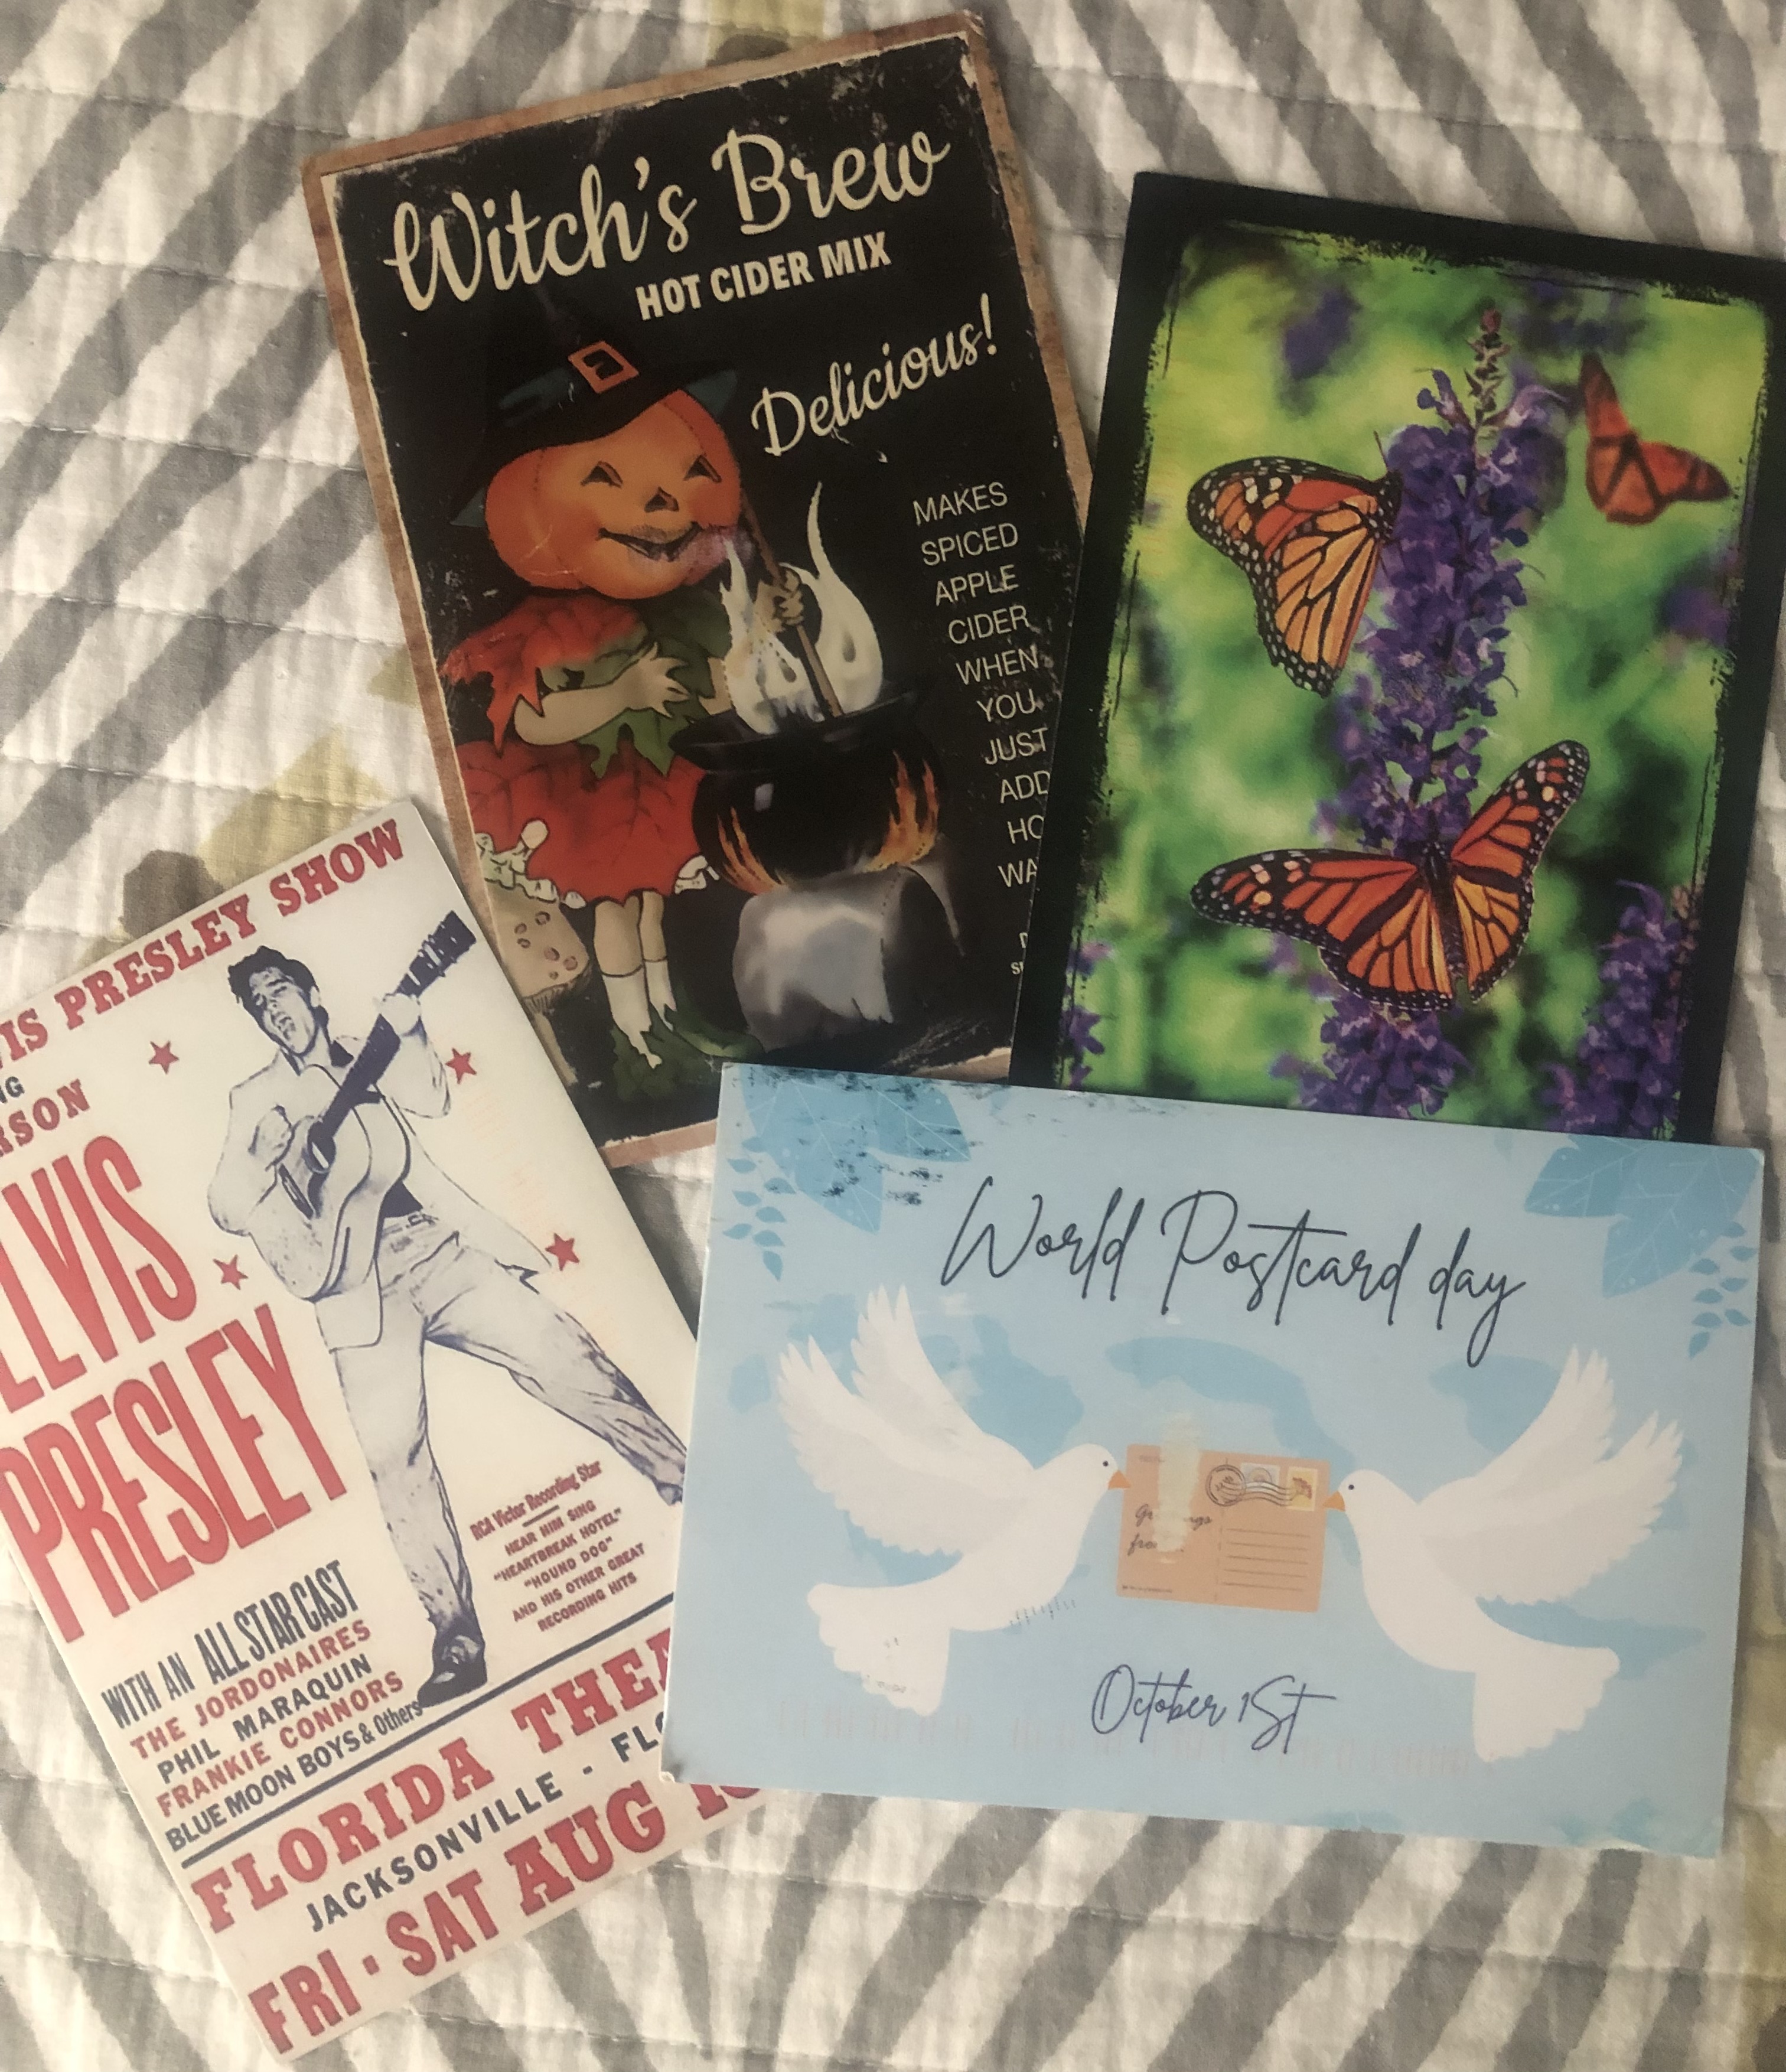 Witch's Brew
HOT CIDER MIX
Delicious!
MAKES
SPICED
APPLE
CIDER
WHEN
YOU
JUST
ADD
World Postcard day
October 1St
PRESLEY SHOW
PRESLEY
WITH AN ALL STAR CAST
THE JORDONAIRES
PHIL MARAQUIN
FRANKIE CONNORS
BLUE MOON BOYS & Others
RCA Victor Recording Star
HEAR HIM SING
"HEARTBREAK HOTEL"
"HOUND DOG"
AND HIS OTHER GREAT
RECORDING HITS
FLORIDA
JACKSONVILLE -
FRI · SAT AUG